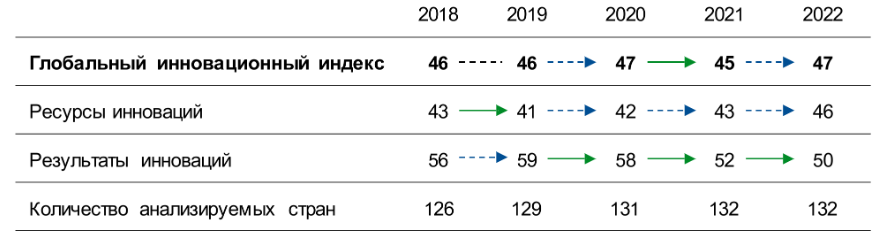 2018 2019 2020 2021 2022
Глобальный инновационный индекс 46 46 47 45 47
Ресурсы инноваций 43 41 42 43 46
Результаты инноваций 56 59 58 52 50
Количество анализируемых стран 126 129 131 132 132